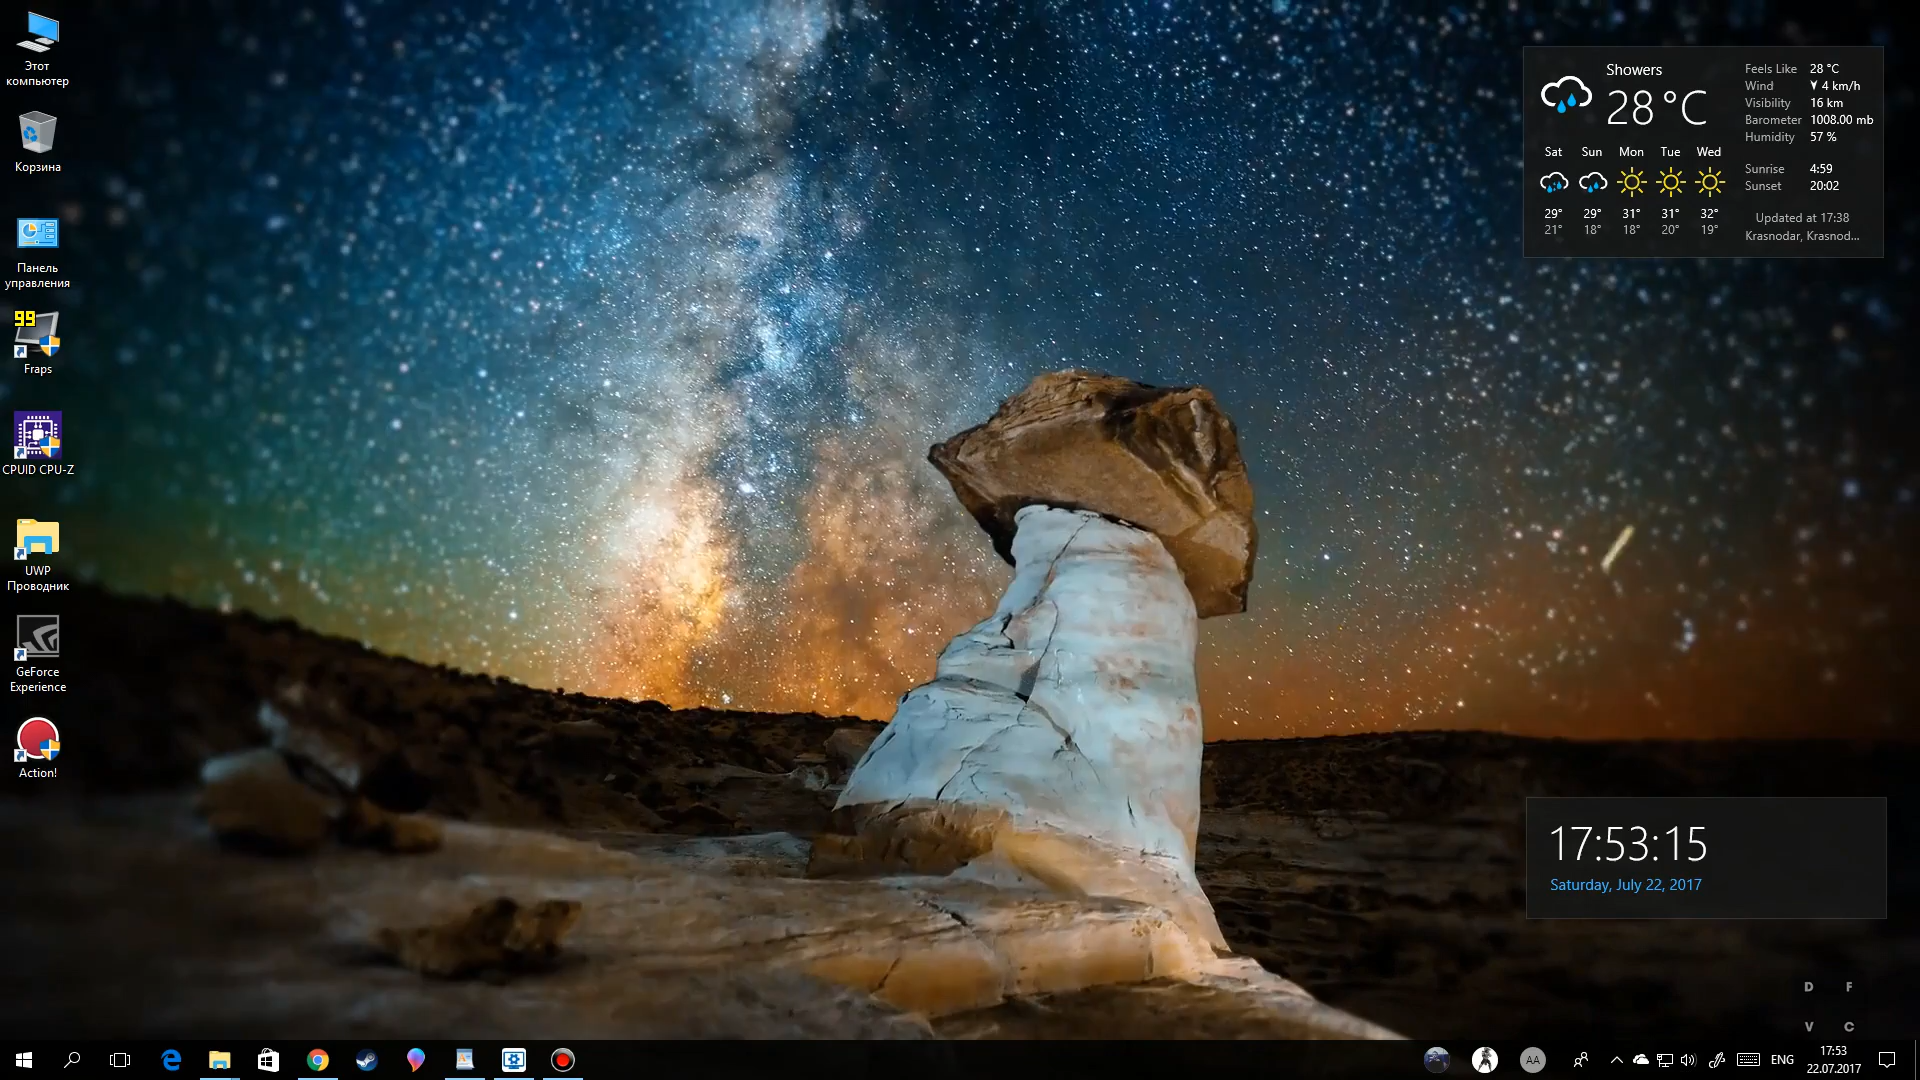 Этот
компьютер
Корзина
Панель
управления
99
Fraps
CPUID CPU-Z
UWP
Проводник
GeForce
Experience
Action!
Showers
28 °C
Feels Like 28 °C
Wind 4 km/h
Visibility 16 km
Barometer 1008.00 mb
Humidity 57 %
Sunrise 4:59
Sunset 20:02
Updated at 17:38
Krasnodar, Krasnod...
Sat Sun Mon Tue Wed
29° 29° 31° 31° 32°
21° 18° 18° 20° 19°
17:53:15
Saturday, July 22, 2017
D F
V C
AA
ENG
17:53
22.07.2017